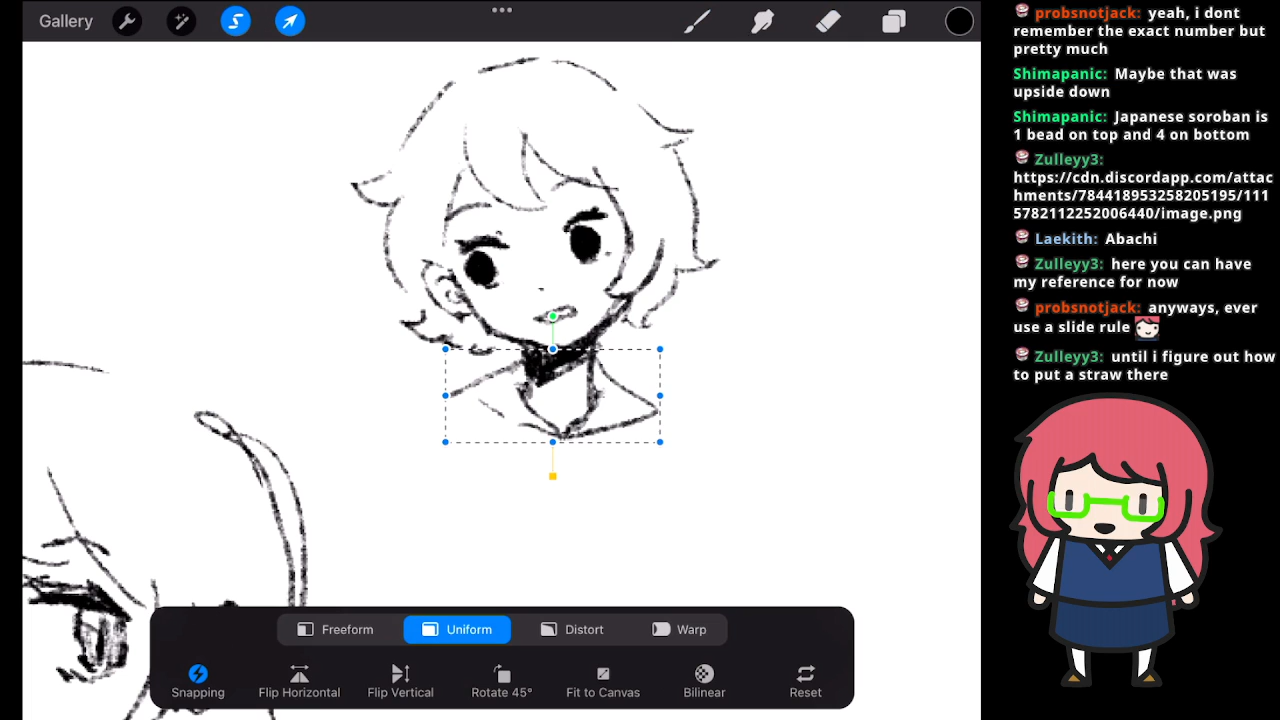 Gallery
probsnotjack: yeah, i dont
remember the exact number but
pretty much
Shimapanic: Maybe that was
upside down
Shimapanic: Japanese soroban is
1 bead on top and 4 on bottom
Zulleyy3:
https://cdn.discordapp.com/attac
hments/784418953258205195/111
5782112252006440/image.png
Laekith: Abachi
Zulleyy3: here you can have
my reference for now
probsnotjack: anyways, ever
use a slide rule
Zulleyy3: until i figure out how
to put a straw there
Freeform
Uniform
Distort
Warp
Snapping
Flip Horizontal
Flip Vertical
Rotate 45°
Fit to Canvas
Bilinear
Reset